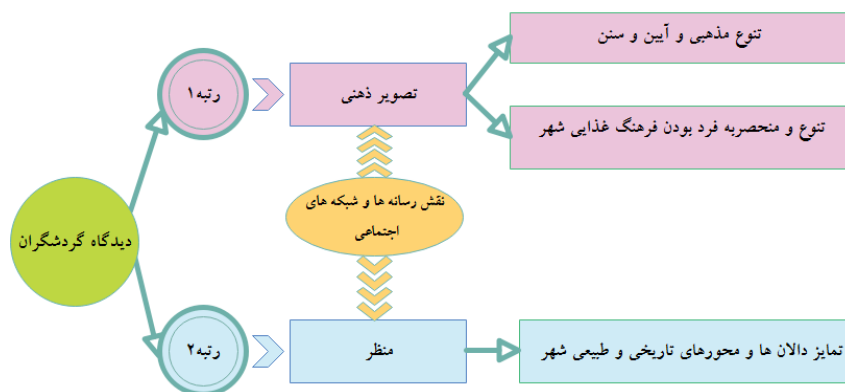 تنوع مذهبی و آیین و سنن
رتبه۱
تصویر ذهنی
تنوع و منحصربه فرد بودن فرهنگ غذایی شهر
نقش رسانه ها و شبکه های
اجتماعی
دیدگاه گردشگران
رتبه۲
منظر
تمایز دالان ها و محورهای تاریخی و طبیعی شهر